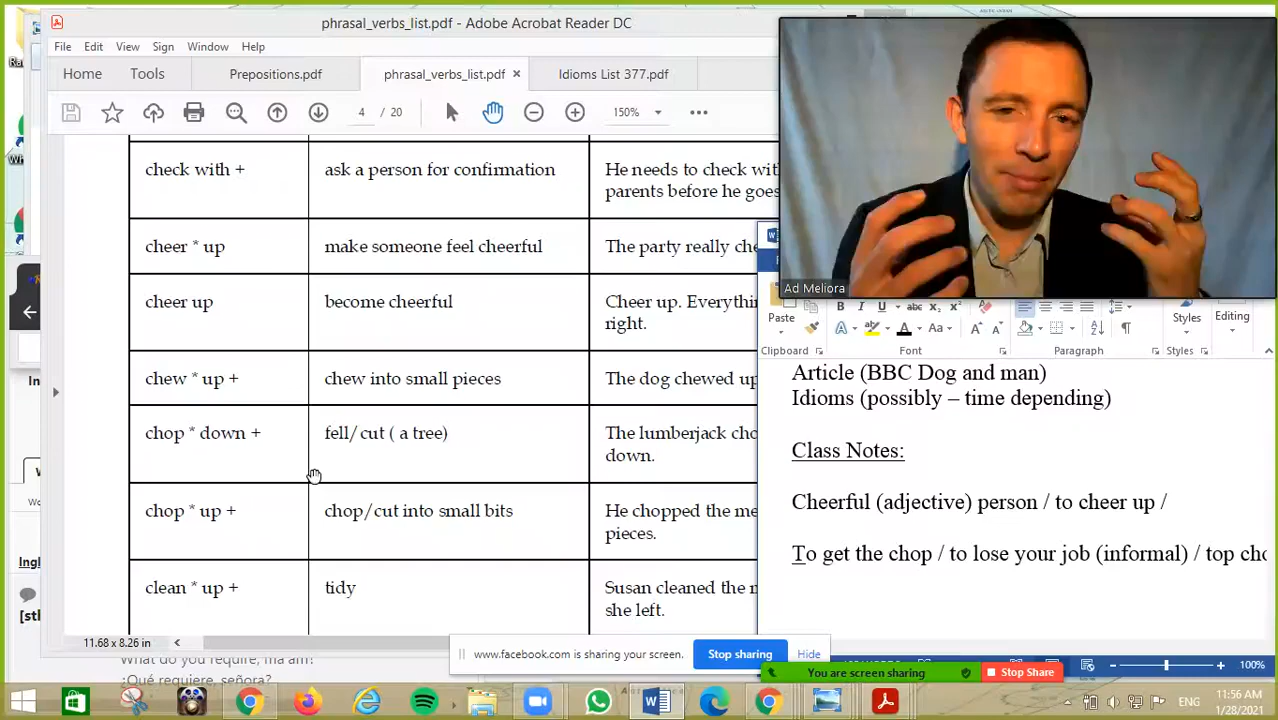 phrasal_verbs_list.pdf - Adobe Acrobat Reader DC
File Edit View Sign Window Help
Home Tools Prepositions.pdf phrasal_verbs_list.pdf × Idioms List 377.pdf
4 / 20 150%
check with + ask a person for confirmation He needs to check
parents before he goes
cheer * up make someone feel cheerful The party really
cheer up become cheerful Cheer up.
right.
chew * up + chew into small pieces The dog chewed up
chop * down + fell/cut ( a tree) The lumberjack
down.
chop * up + chop/cut into small bits He chopped the
pieces.
clean * up + tidy Susan cleaned the
she left.
11.68 x 8.26 in
Ad Meliora
Paste B I U abc x₂ x² Styles Editing
Aa A A
Clipboard Font Paragraph Styles
Article (BBC Dog and man)
Idioms (possibly – time depending)
Class Notes:
Cheerful (adjective) person / to cheer up /
To get the chop / to lose your job (informal) / top
www.facebook.com is sharing your screen. Stop sharing Hide
You are screen sharing Stop Share
100%
What do you require, ma'am?
¿Qué requiere, señora?
[stl
ENG
11:56 AM
1/28/2021